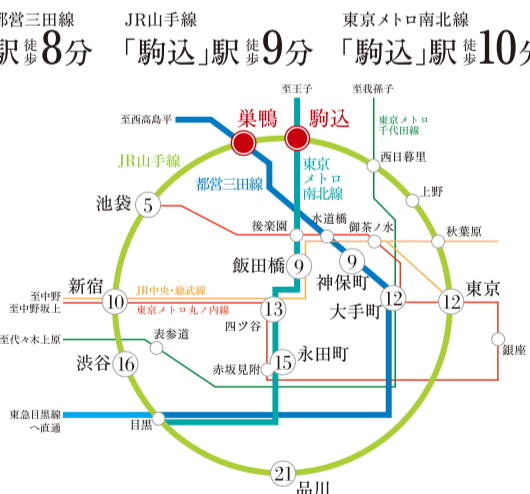 都営三田線
駅 徒歩8分
JR山手線
「駒込」駅 徒歩9分
東京メトロ南北線
「駒込」駅 徒歩10分
至王子
至我孫子
至西高島平
巣鴨
駒込
東京メトロ
千代田線
JR山手線
東京
メトロ
南北線
西日暮里
都営三田線
上野
池袋
5
後楽園
水道橋
御茶ノ水
秋葉原
飯田橋
9
神保町
9
新宿
10
至中野
至中野坂上
JR中央・総武線
東京メトロ丸ノ内線
13
四ツ谷
大手町
12
東京
12
至代々木上原
表参道
渋谷
16
赤坂見附
永田町
15
銀座
東急目黒線
へ直通
目黒
21
品川